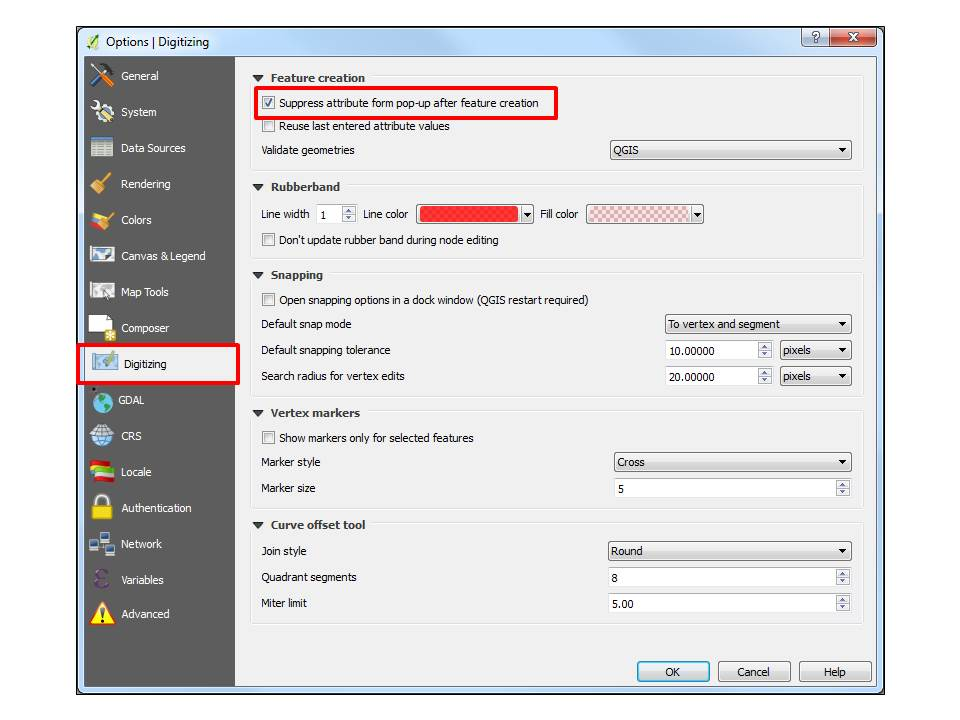 Options | Digitizing
General
System
Data Sources
Rendering
Colors
Canvas & Legend
Map Tools
Composer
Digitizing
GDAL
CRS
Locale
Authentication
Network
Variables
Advanced
Feature creation
Suppress attribute form pop-up after feature creation
Reuse last entered attribute values
Validate geometries QGIS
Rubberband
Line width 1 Line color Fill color
Don't update rubber band during node editing
Snapping
Open snapping options in a dock window (QGIS restart required)
Default snap mode To vertex and segment
Default snapping tolerance 10.00000 pixels
Search radius for vertex edits 20.00000 pixels
Vertex markers
Show markers only for selected features
Marker style Cross
Marker size 5
Curve offset tool
Join style Round
Quadrant segments 8
Miter limit 5.00
OK Cancel Help